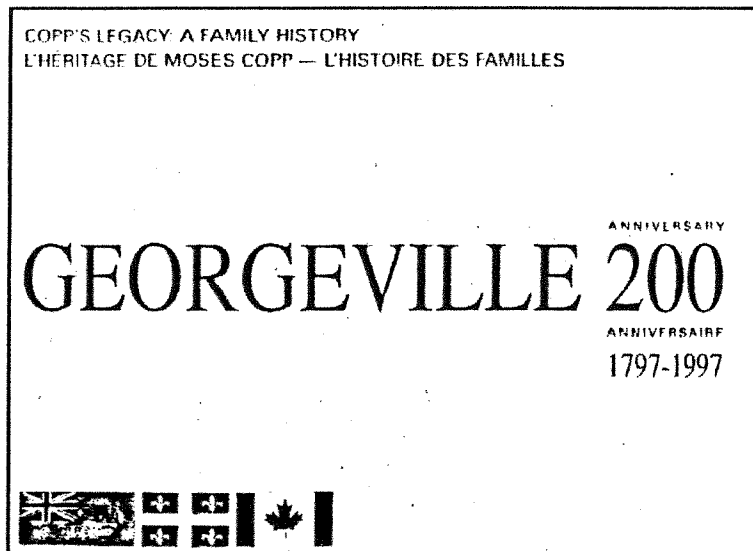 COPP'S LEGACY: A FAMILY HISTORY
L'HÉRITAGE DE MOSES COPP — L'HISTOIRE DES FAMILLES
ANNIVERSARY
GEORGEVILLE 200
ANNIVERSAIRE
1797-1997